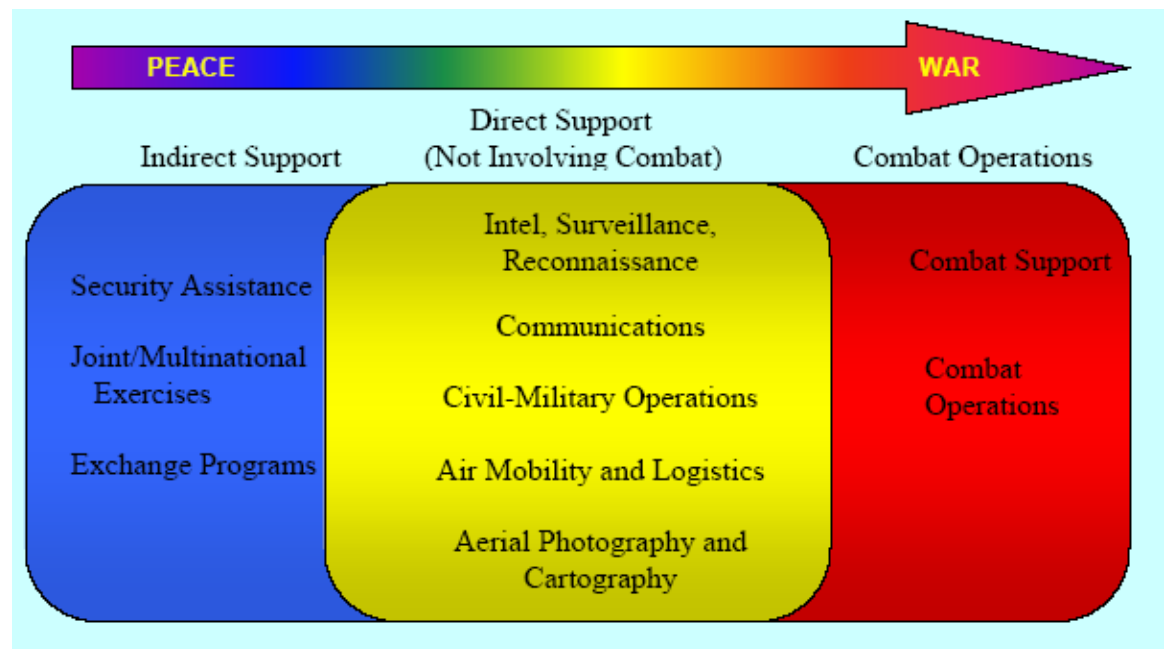 PEACE
WAR
Indirect Support
Direct Support
(Not Involving Combat)
Combat Operations
Security Assistance
Joint/Multinational
Exercises
Exchange Programs
Intel, Surveillance,
Reconnaissance
Communications
Civil-Military Operations
Air Mobility and Logistics
Aerial Photography and
Cartography
Combat Support
Combat
Operations